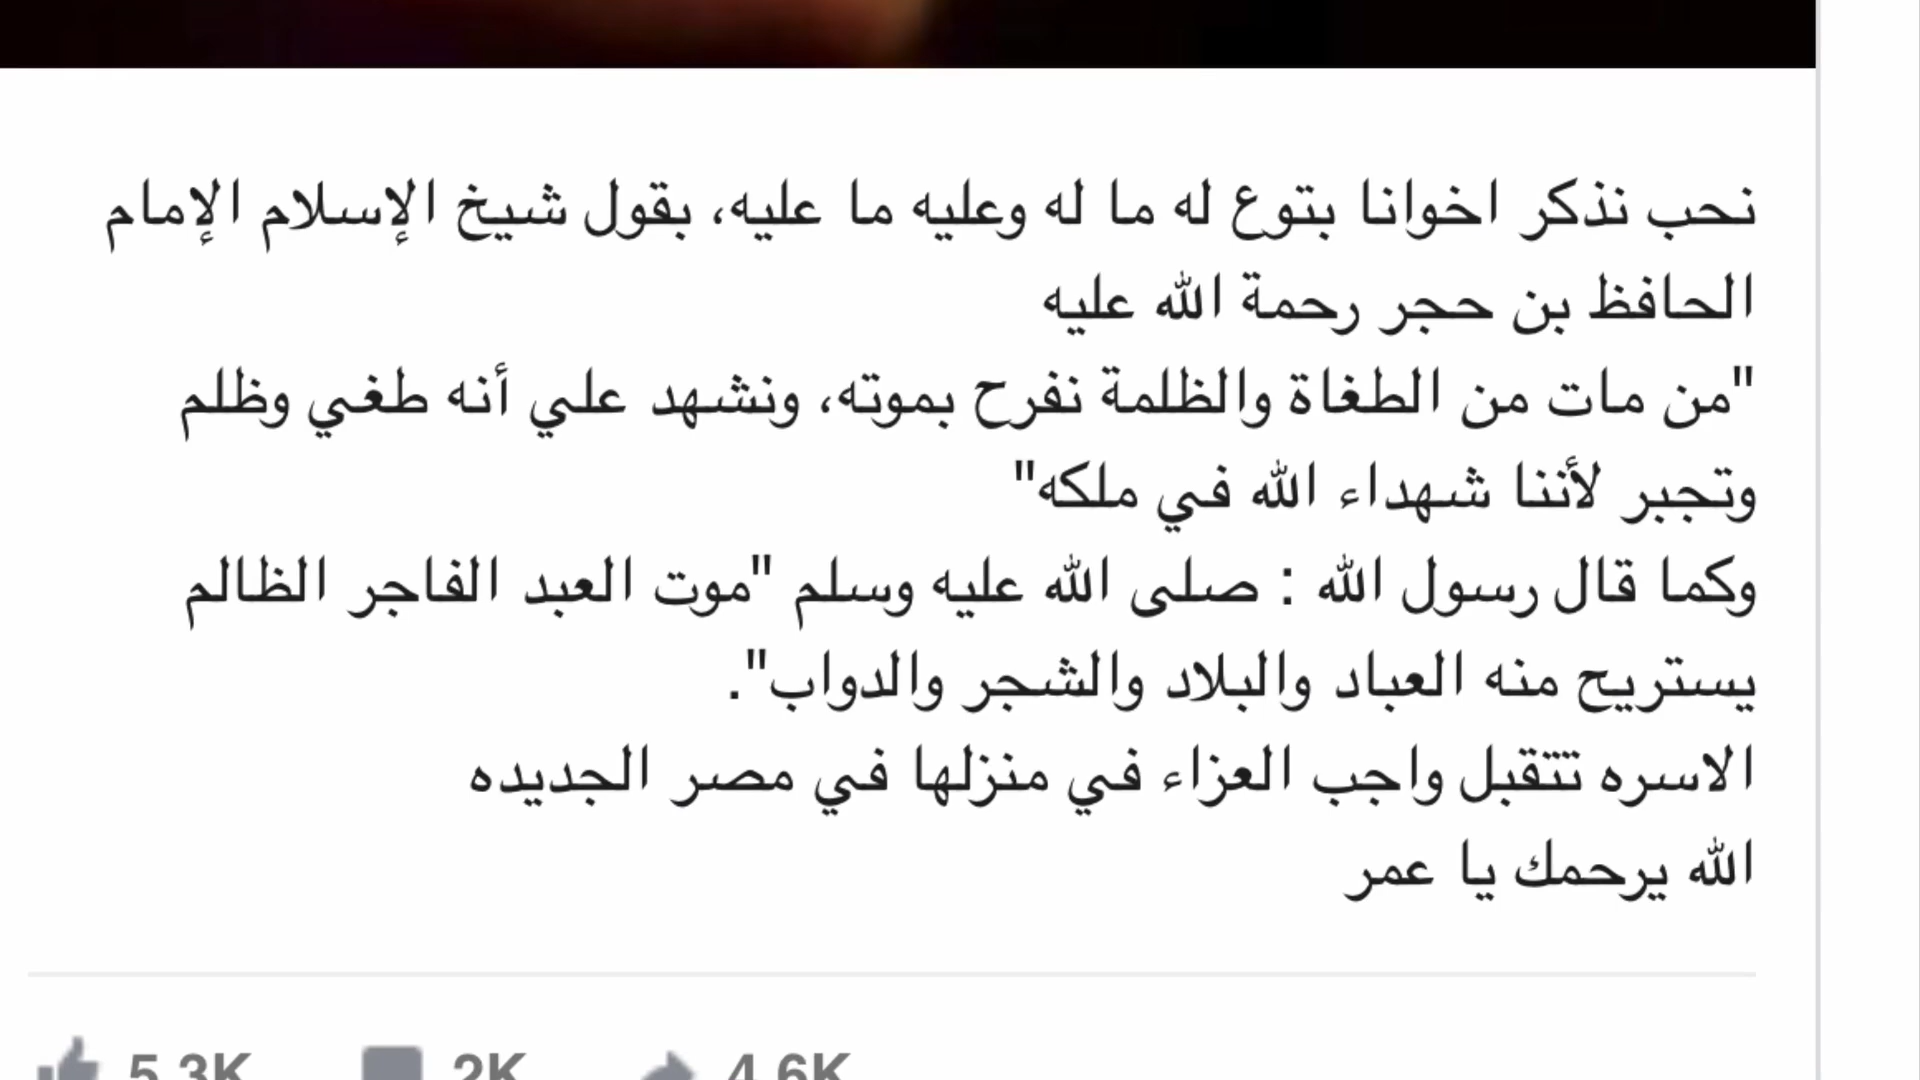 نحب نذكر اخوانا بتوع له ما له وعليه ما عليه، بقول شيخ الإسلام الإمام
الحافظ بن حجر رحمة الله عليه
"من مات من الطغاة والظلمة نفرح بموته، ونشهد علي أنه طغي وظلم
وتجبر لأننا شهداء الله في ملكه"
وكما قال رسول الله : صلى الله عليه وسلم "موت العبد الفاجر الظالم
يستريح منه العباد والبلاد والشجر والدواب".
الاسره تتقبل واجب العزاء في منزلها في مصر الجديده
الله يرحمك يا عمر
5.3K 2K 4.6K